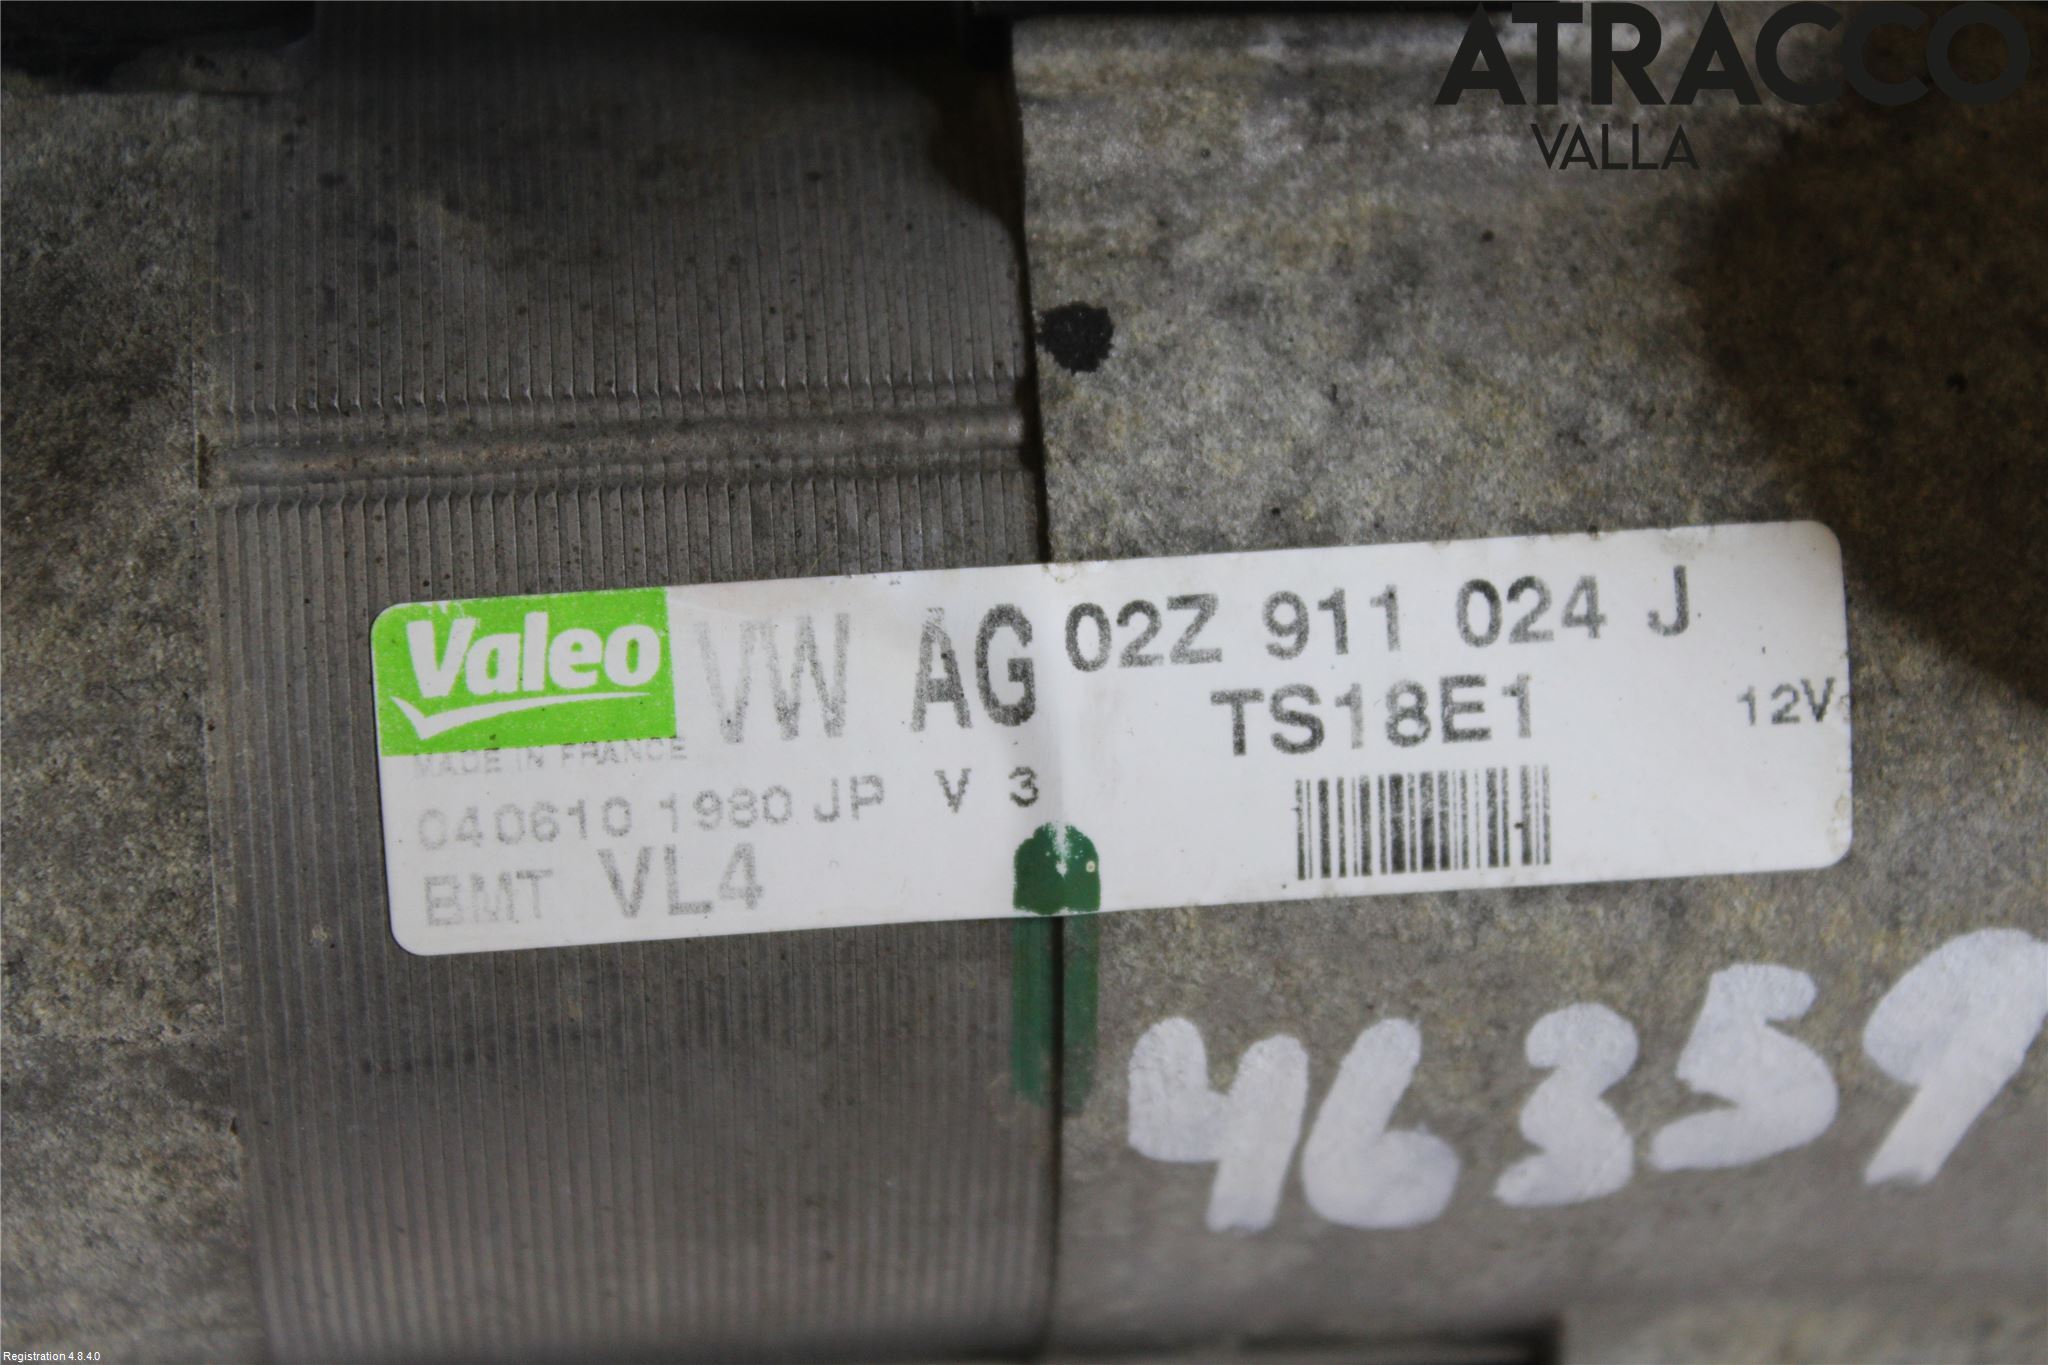 ATRACCO
VALLA
Valeo VW AG 02Z 911 024 J
TS18E1 12V
MADE IN FRANCE
040610 1980 JP V 3
BMT VL4
46359
Registration 4.8.4.0